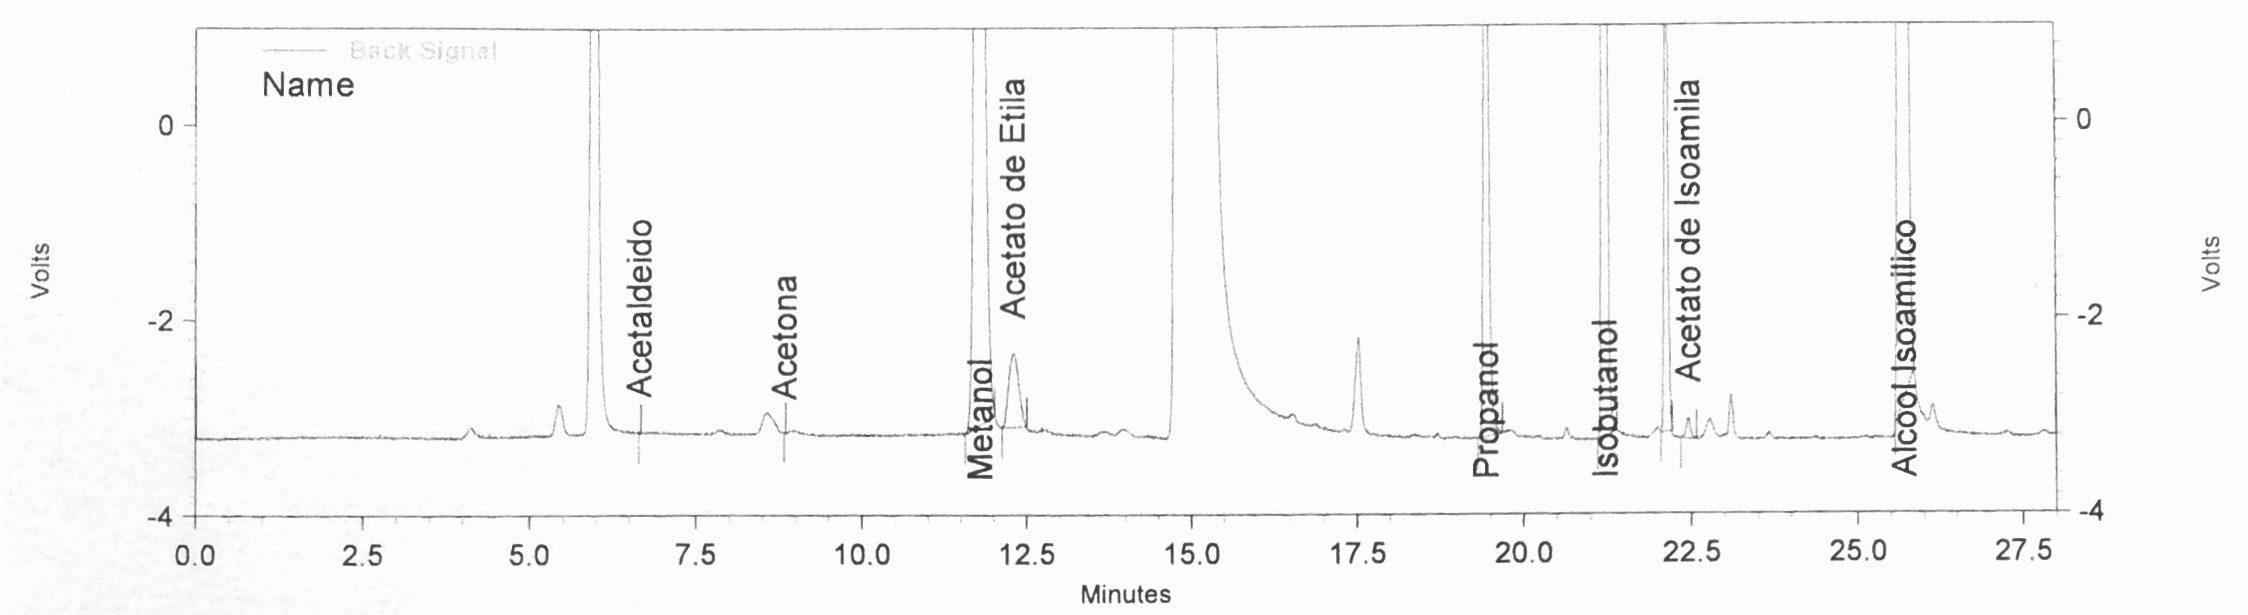 Back Signal
Name
Acetaldeido
Acetona
Metanol
Acetato de Etila
Propanol
Isobutanol
Acetato de Isoamila
Alcool Isoamilico
Volts
0
-2
-4
Volts
0
-2
-4
0.0 2.5 5.0 7.5 10.0 12.5 15.0 17.5 20.0 22.5 25.0 27.5
Minutes